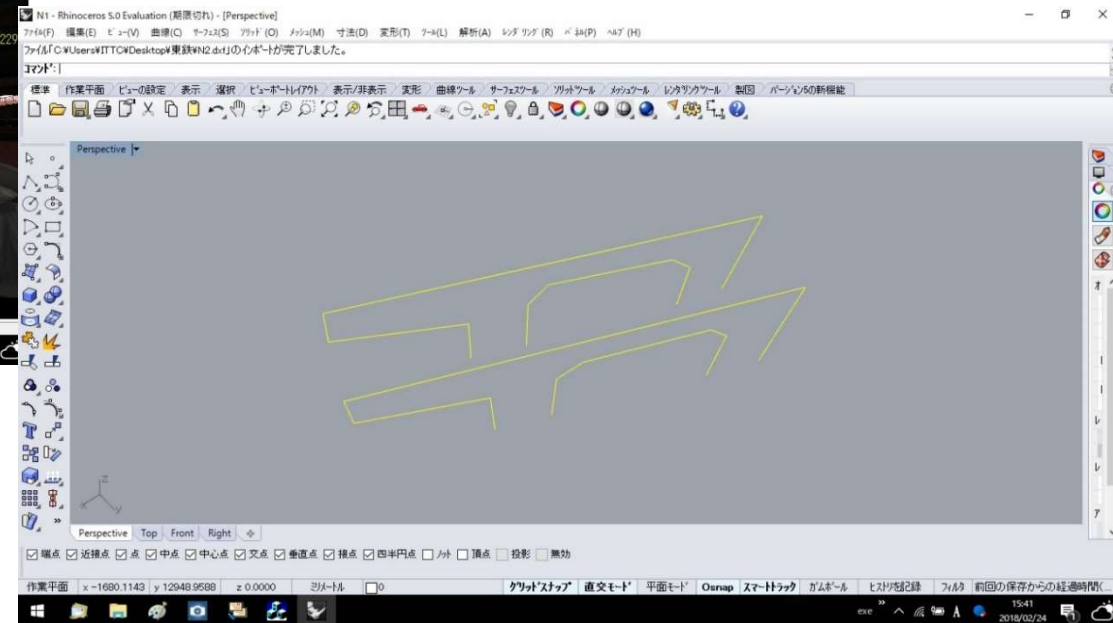 229
N1 - Rhinoceros 5.0 Evaluation (期限切れ) - [Perspective]
ファイル(F) 編集(E) ビュー(V) 曲線(C) サーフェス(S) ソリッド(O) メッシュ(M) 寸法(D) 変形(T) ツール(L) 解析(A) レンダリング(R) パネル(P) ヘルプ(H)
ファイル「C:¥Users¥ITTC¥Desktop¥東鉄¥N2.dxf」のインポートが完了しました。
コマンド:
標準 作業平面 ビューの設定 表示 選択 ビューポートレイアウト 表示/非表示 変形 曲線ツール サーフェスツール ソリッドツール メッシュツール レンダリングツール 製図 バージョン5の新機能
Perspective
オ
レ
レ
z
x
y
Perspective Top Front Right
端点 近接点 点 中点 中心点 交点 垂直点 接点 四半円点 ノット 頂点 投影 無効
作業平面 x -1680.1143 y 12948.9588 z 0.0000 ミリメートル 0 グリッドスナップ 直交モード 平面モード Osnap スマートトラック ガムボール ヒストリを記録 フィルタ 前回の保存からの経過時間(...
exe A 15:41
2018/02/24